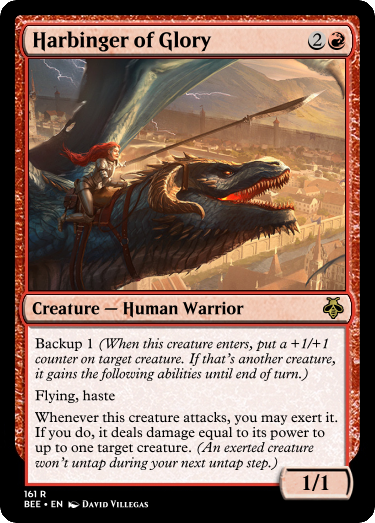 Harbinger of Glory 2
Creature — Human Warrior
Backup 1 (When this creature enters, put a +1/+1
counter on target creature. If that's another creature,
it gains the following abilities until end of turn.)
Flying, haste
Whenever this creature attacks, you may exert it.
If you do, it deals damage equal to its power to
up to one target creature. (An exerted creature
won't untap during your next untap step.)
1/1
161 R
BEE • EN DAVID VILLEGAS